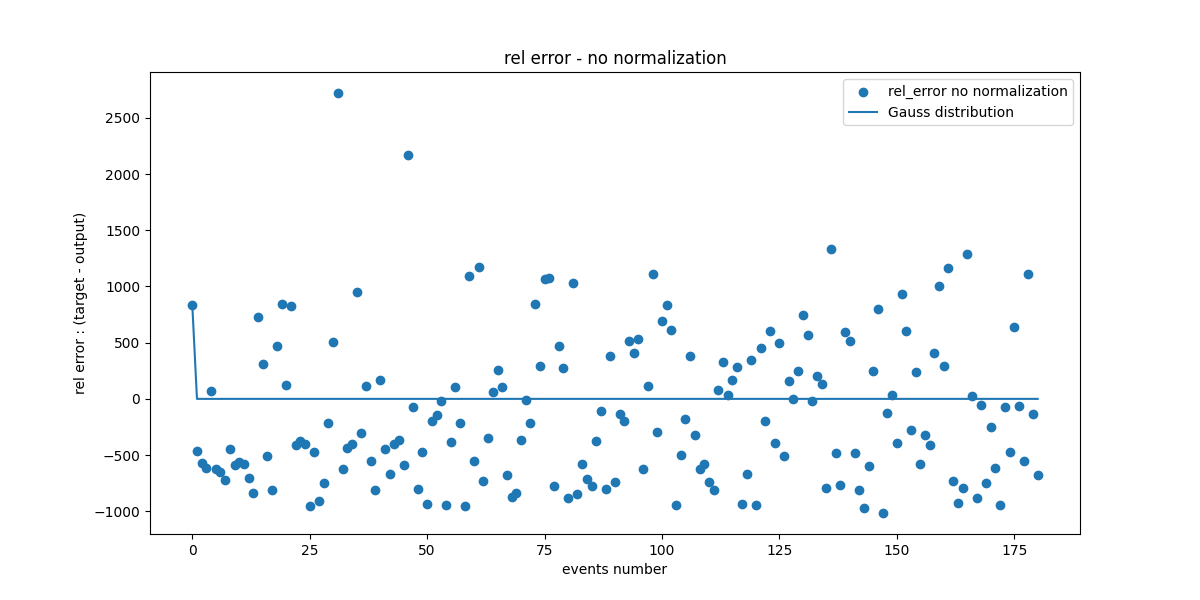 rel error - no normalization
rel_error no normalization
Gauss distribution
rel error : (target - output)
2500
2000
1500
1000
500
0
−500
−1000
0 25 50 75 100 125 150 175
events number